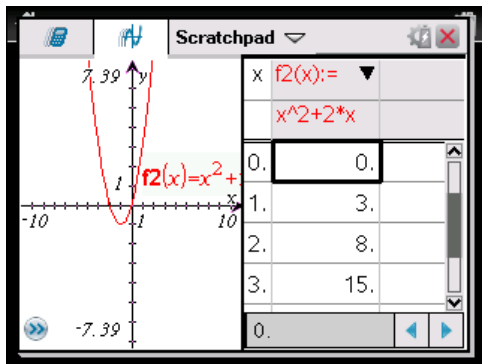 Scratchpad
7.39 y
x f2(x):=
x^2+2*x
f2(x)=x²+
1
x
-10 -1 10
-7.39
0. 0.
1. 3.
2. 8.
3. 15.
0.